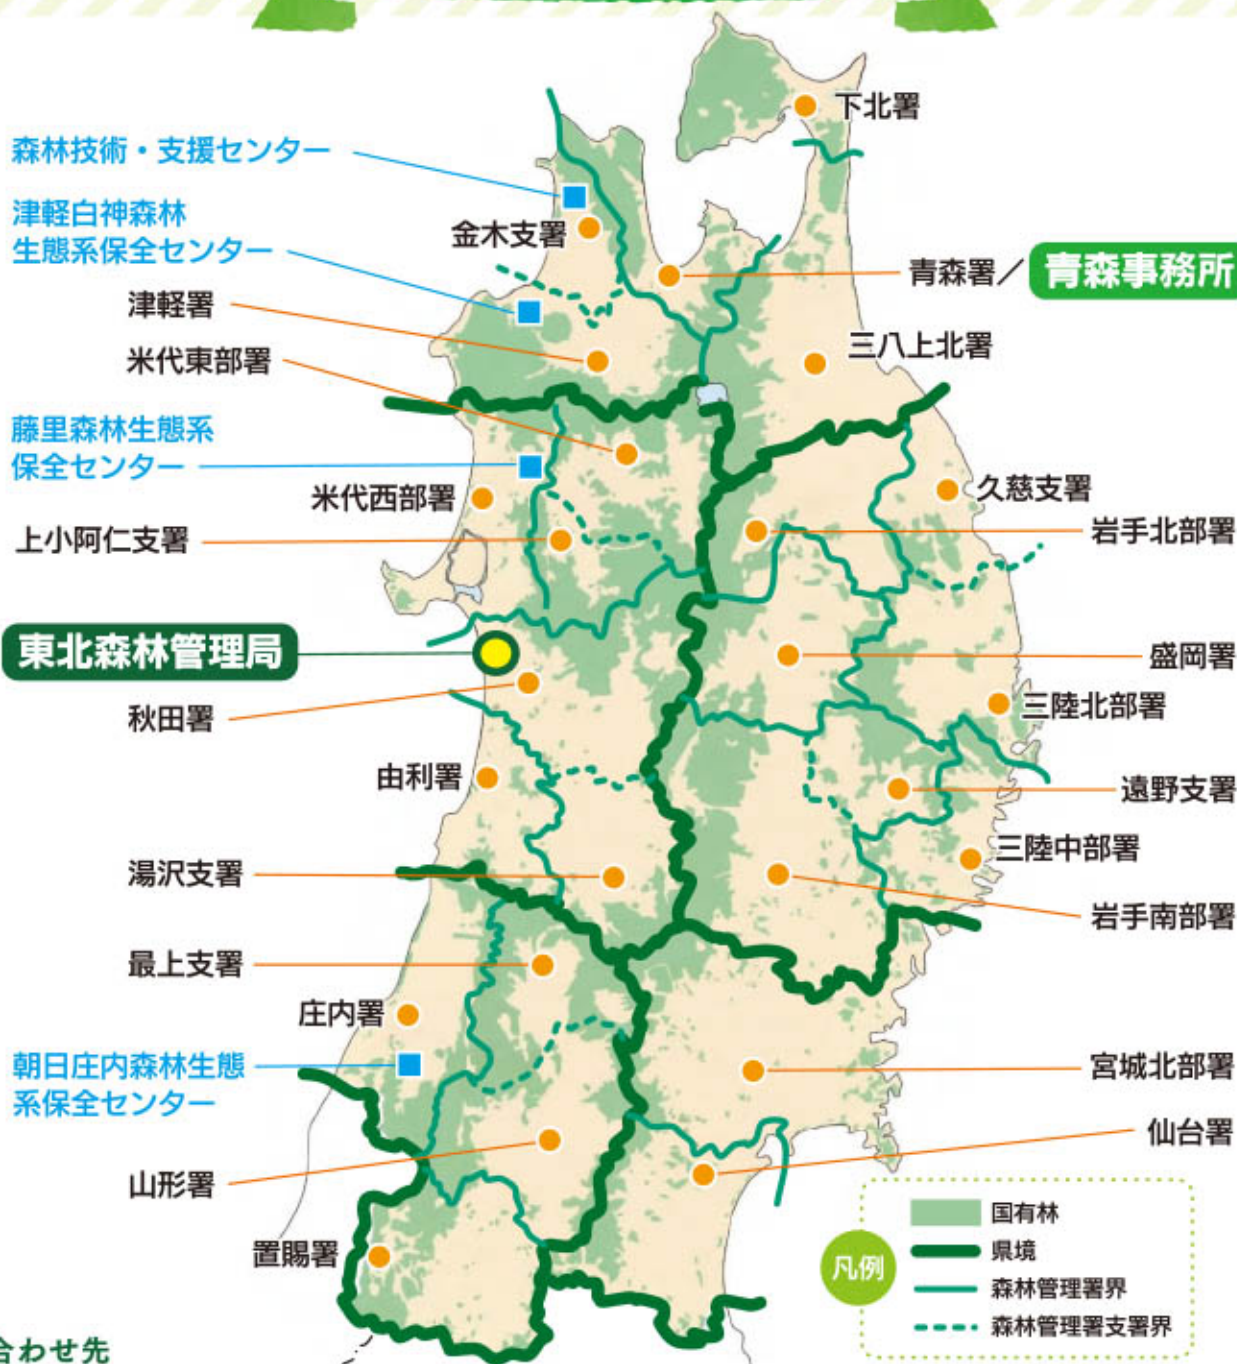 下北署
森林技術・支援センター
津軽白神森林
生態系保全センター
金木支署
青森署／
青森事務所
津軽署
三八上北署
米代東部署
藤里森林生態系
保全センター
米代西部署
久慈支署
上小阿仁支署
岩手北部署
東北森林管理局
盛岡署
秋田署
三陸北部署
由利署
遠野支署
湯沢支署
三陸中部署
岩手南部署
最上支署
庄内署
朝日庄内森林生態
系保全センター
宮城北部署
仙台署
山形署
置賜署
凡例
国有林
県境
森林管理署界
森林管理署支署界
合わせ先